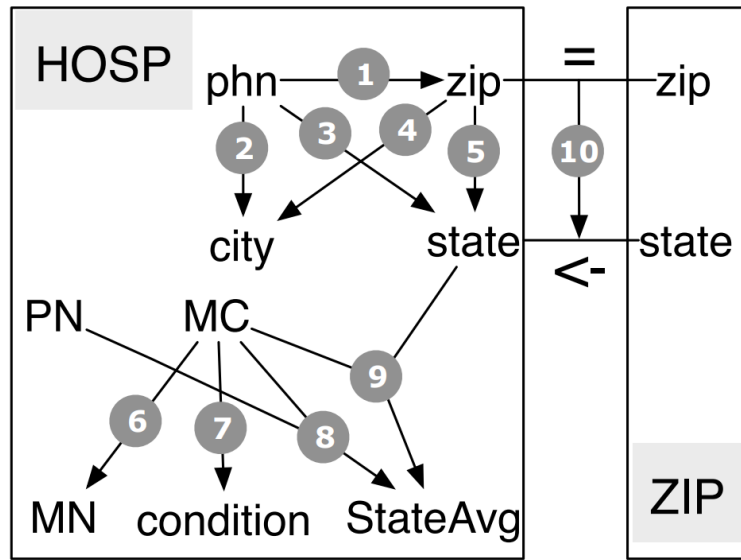 HOSP
phn 1 zip = zip
2 3 4 5 10
city state <- state
PN MC
9
6 7 8
MN condition StateAvg
ZIP